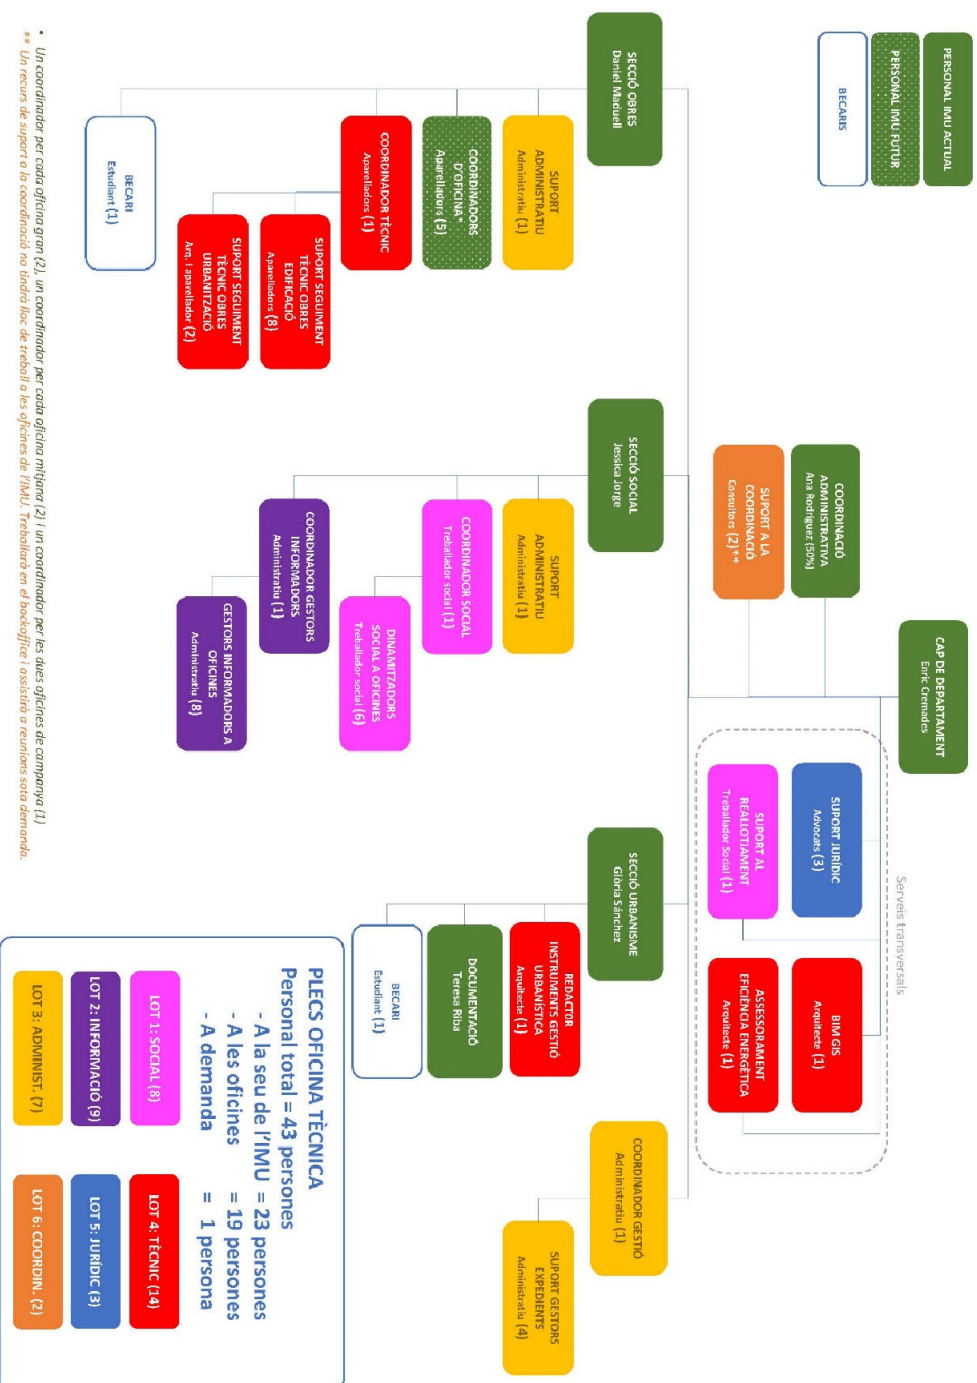 PERSONAL IMU ACTUAL
PERSONAL IMU FUTUR
BECARIS
CAP DE DEPARTAMENT
Enric Cremades
COORDINACIÓ
ADMINISTRATIVA
Ana Rodríguez (50%)
SUPORT A LA
COORDINACIÓ
Consultors (2)**
Serveis transversals
SUPORT JURÍDIC
Advocats (3)
BIM GIS
Arquitecte (1)
SUPORT AL
REALLOTJAMENT
Treballador Social (1)
ASSESSORAMENT
EFICIÈNCIA ENERGÈTICA
Arquitecte (1)
SECCIÓ OBRES
Daniel Maduell
SUPORT
ADMINISTRATIU
Administratiu (1)
COORDINADORS
D'OFICINA*
Aparelladors (5)
COORDINADOR TÈCNIC
Aparelladors (1)
SUPORT SEGUIMENT
TÈCNIC OBRES
EDIFICACIÓ
Aparelladors (8)
SUPORT SEGUIMENT
TÈCNIC OBRES
URBANITZACIÓ
Arq. i aparellador (2)
BECARI
Estudiant (1)
SECCIÓ SOCIAL
Jessica Jorge
SUPORT
ADMINISTRATIU
Administratiu (1)
COORDINADOR SOCIAL
Treballador social (1)
DINAMITZADORS
SOCIAL A OFICINES
Treballador social (6)
COORDINADOR GESTORS
INFORMADORS
Administratiu (1)
GESTORS INFORMADORS A
OFICINES
Administratiu (8)
SECCIÓ URBANISME
Glòria Sánchez
REDACTOR
INSTRUMENTS GESTIÓ
URBANÍSTICA
Arquitecte (1)
DOCUMENTACIÓ
Teresa Riba
BECARI
Estudiant (1)
COORDINADOR GESTIÓ
Administratiu (1)
SUPORT GESTORS
EXPEDIENTS
Administratiu (4)
PLECS OFICINA TÈCNICA
Personal total = 43 persones
- A la seu de l'IMU = 23 persones
- A les oficines = 19 persones
- A demanda = 1 persona
LOT 1: SOCIAL (8)
LOT 4: TÈCNIC (14)
LOT 2: INFORMACIÓ (9)
LOT 5: JURÍDIC (3)
LOT 3: ADMINIST. (7)
LOT 6: COORDIN. (2)
• Un coordinador per cada oficina gran (2), un coordinador per cada oficina mitjana (2) i un coordinador per les dues oficines de campanya (1)
** Un recurs de suport a la coordinació no tindrà lloc de treball a les oficines de l'IMU. Treballarà en el backoffice i assistirà a reunions sota demanda.